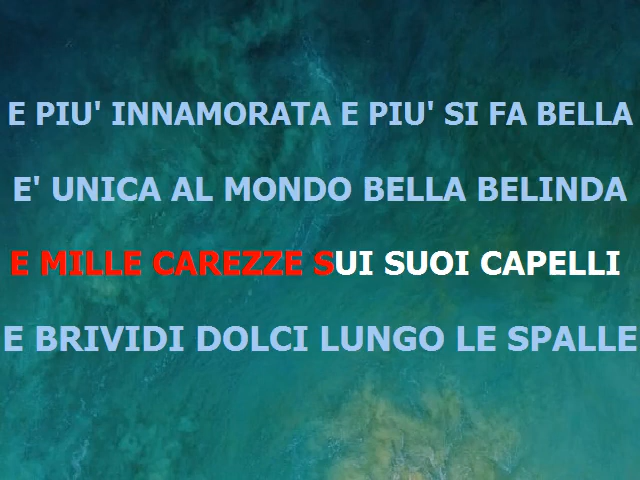 E PIU' INNAMORATA E PIU' SI FA BELLA
E' UNICA AL MONDO BELLA BELINDA
E MILLE CAREZZE SUI SUOI CAPELLI
E BRIVIDI DOLCI LUNGO LE SPALLE